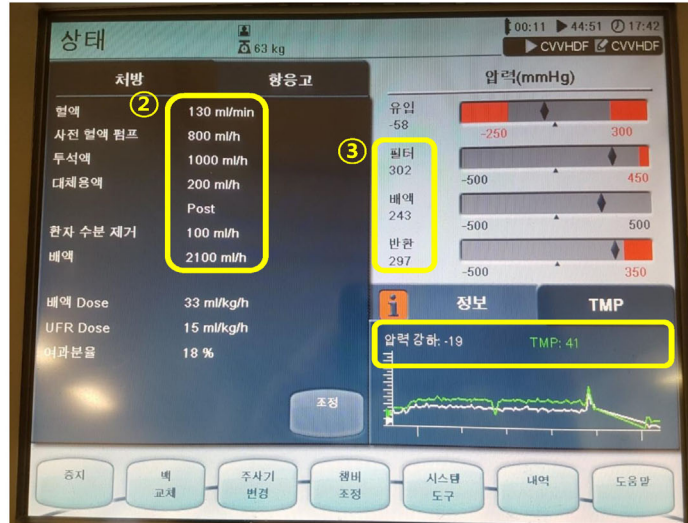 상태
63 kg
00:11 44:51 17:42
CVVHDF CVVHDF
처방 항응고
② 혈액 130 ml/min
사전 혈액 펌프 800 ml/h
투석액 1000 ml/h
대체용액 200 ml/h
Post
환자 수분 제거 100 ml/h
배액 2100 ml/h
배액 Dose 33 ml/kg/h
UFR Dose 15 ml/kg/h
여과분율 18 %
조정
압력(mmHg)
유입
-58
-250 300
③ 필터
302
-500 450
배액
243
-500 500
반환
297
-500 350
i 정보 TMP
압력 강하: -19 TMP: 41
중지
백
교체
주사기
변경
챔버
조정
시스템
도구
내역
도움말